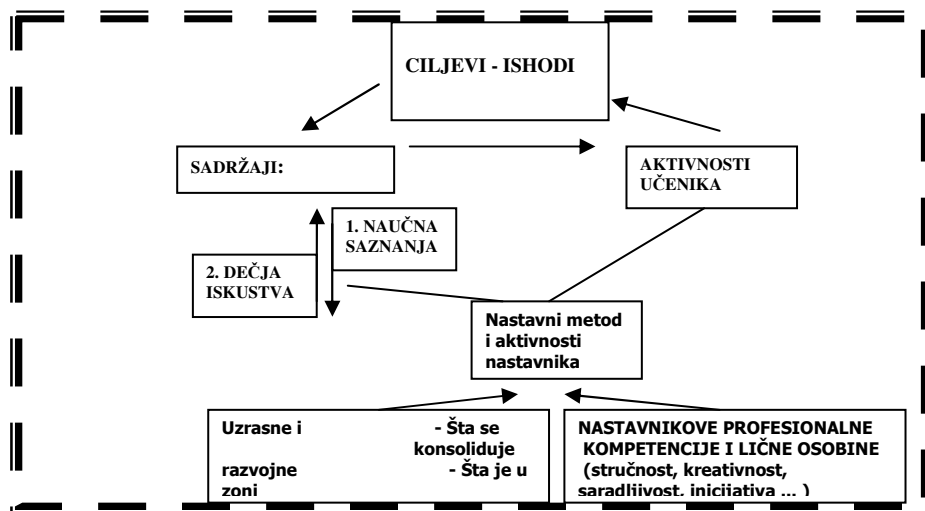 CILJEVI - ISHODI
SADRŽAJI:
AKTIVNOSTI
UČENIKA
1. NAUČNA
SAZNANJA
2. DEČJA
ISKUSTVA
Nastavni metod
i aktivnosti
nastavnika
Uzrasne i - Šta se
konsoliduje
razvojne - Šta je u
zoni
NASTAVNIKOVE PROFESIONALNE
KOMPETENCIJE I LIČNE OSOBINE
(stručnost, kreativnost,
saradljivost, inicijativa ... )